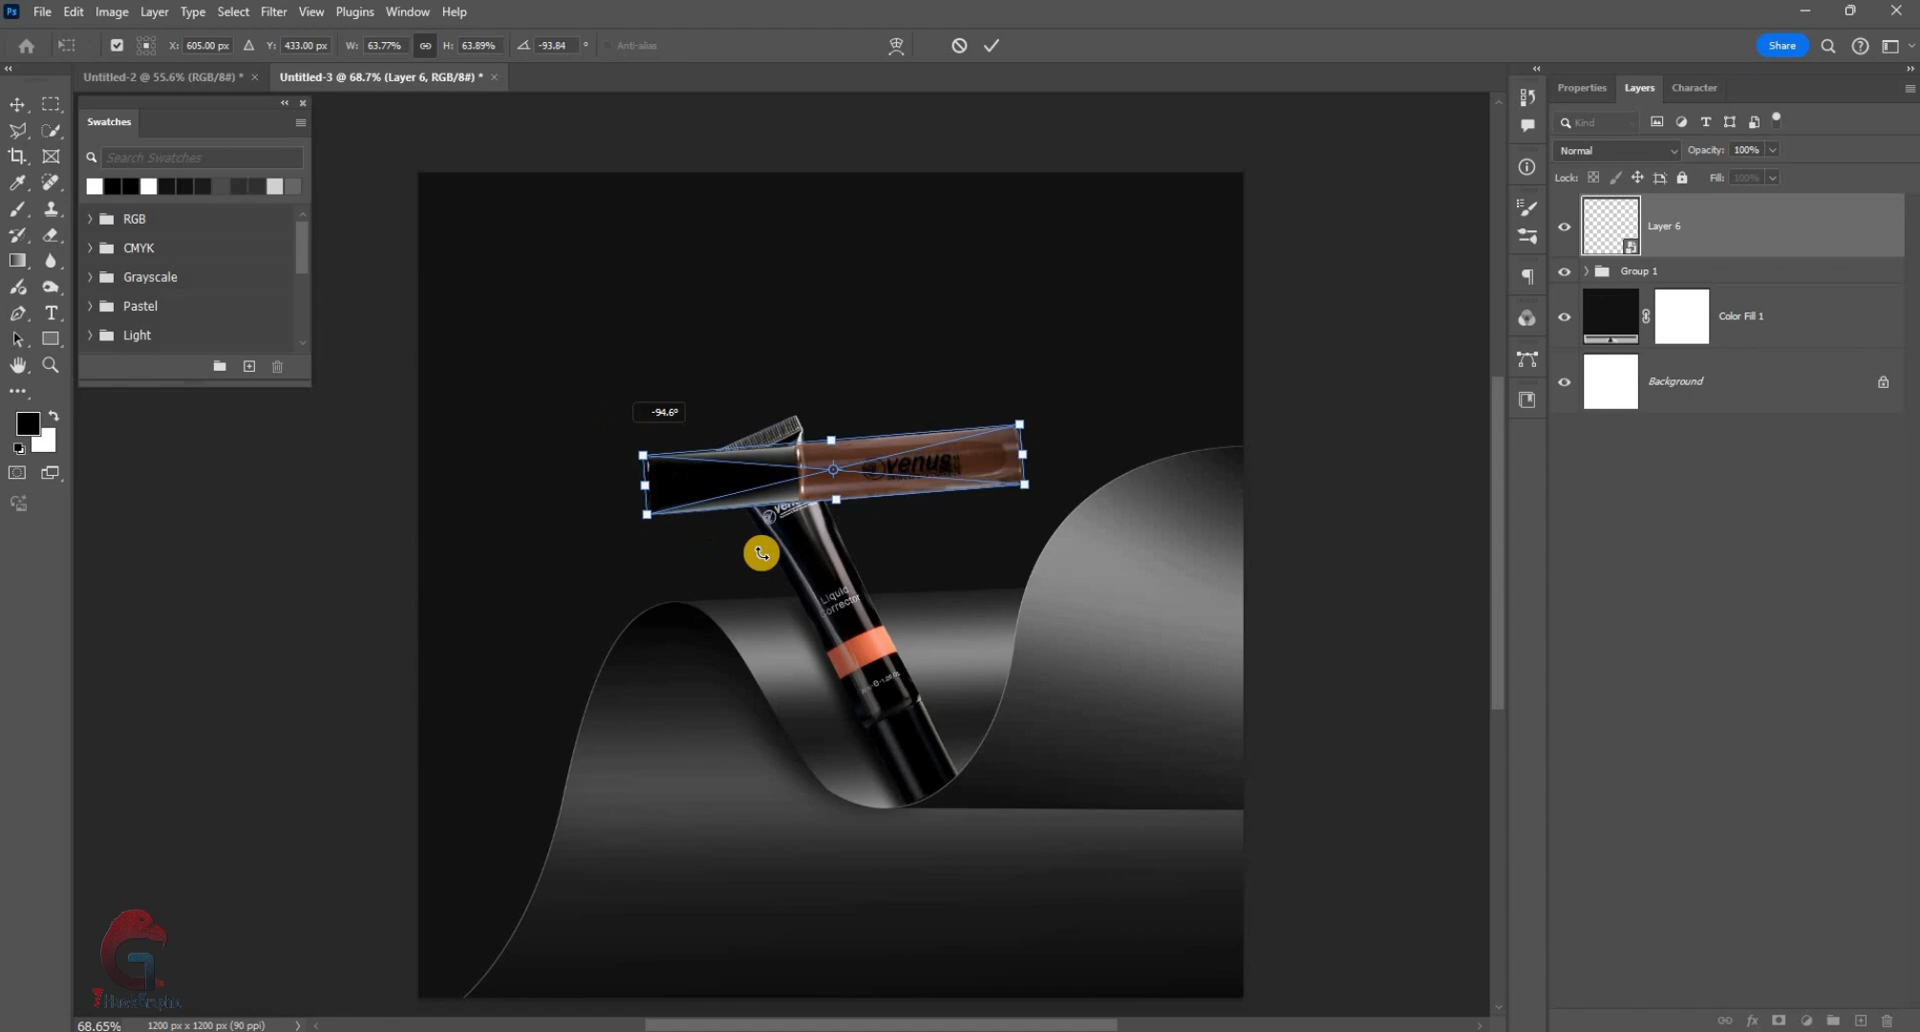 Ps File Edit Image Layer Type Select Filter View Plugins Window Help
X: 605.00 px Y: 433.00 px W: 63.77% H: 63.89% -93.84 ° Anti-alias Share
Untitled-2 @ 55.6% (RGB/8#) * Untitled-3 @ 68.7% (Layer 6, RGB/8#) *
Swatches
Search Swatches
RGB
CMYK
Grayscale
Pastel
Light
-94.6°
venus
Liquid
Corrector
Properties Layers Character
Kind
Normal Opacity: 100%
Lock: Fill: 100%
Layer 6
Group 1
Color Fill 1
Background
68.65% 1200 px x 1200 px (90 ppi)